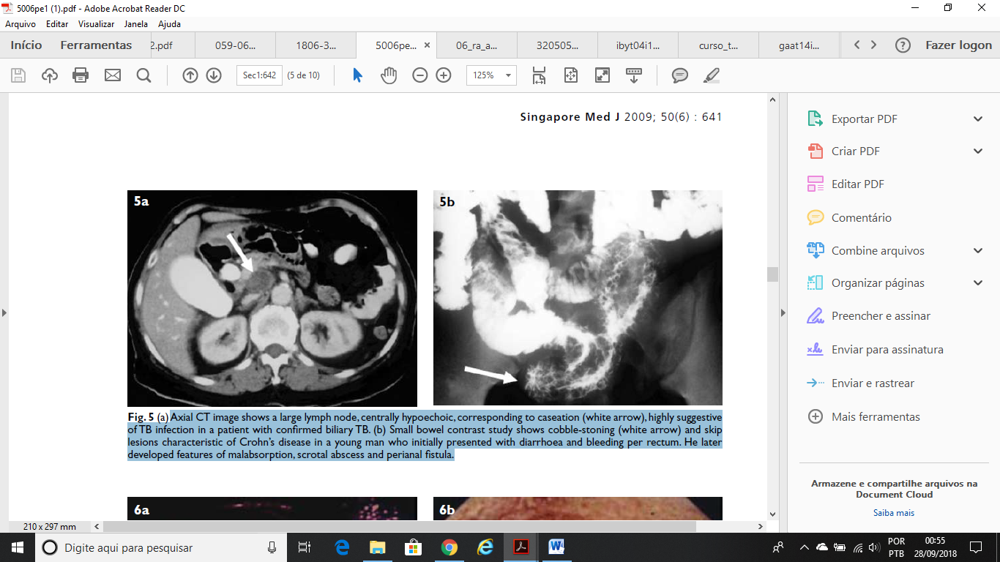 5006pe1 (1).pdf - Adobe Acrobat Reader DC
Arquivo Editar Visualizar Janela Ajuda
Início Ferramentas 2.pdf 059-06... 1806-3... 5006pe... × 06_ra_a... 320505... ibyt04i1... curso_t... gaat14i... Fazer logon
Sec1:642 (5 de 10) 125%
Singapore Med J 2009; 50(6) : 641
5a 5b
Fig. 5 (a) Axial CT image shows a large lymph node, centrally hypoechoic, corresponding to caseation (white arrow), highly suggestive
of TB infection in a patient with confirmed biliary TB. (b) Small bowel contrast study shows cobble-stoning (white arrow) and skip
lesions characteristic of Crohn's disease in a young man who initially presented with diarrhoea and bleeding per rectum. He later
developed features of malabsorption, scrotal abscess and perianal fistula.
6a 6b
210 x 297 mm
Exportar PDF
Criar PDF
Editar PDF
Comentário
Combine arquivos
Organizar páginas
Preencher e assinar
Enviar para assinatura
Enviar e rastrear
Mais ferramentas
Armazene e compartilhe arquivos na
Document Cloud
Saiba mais
Digite aqui para pesquisar
POR 00:55
PTB 28/09/2018